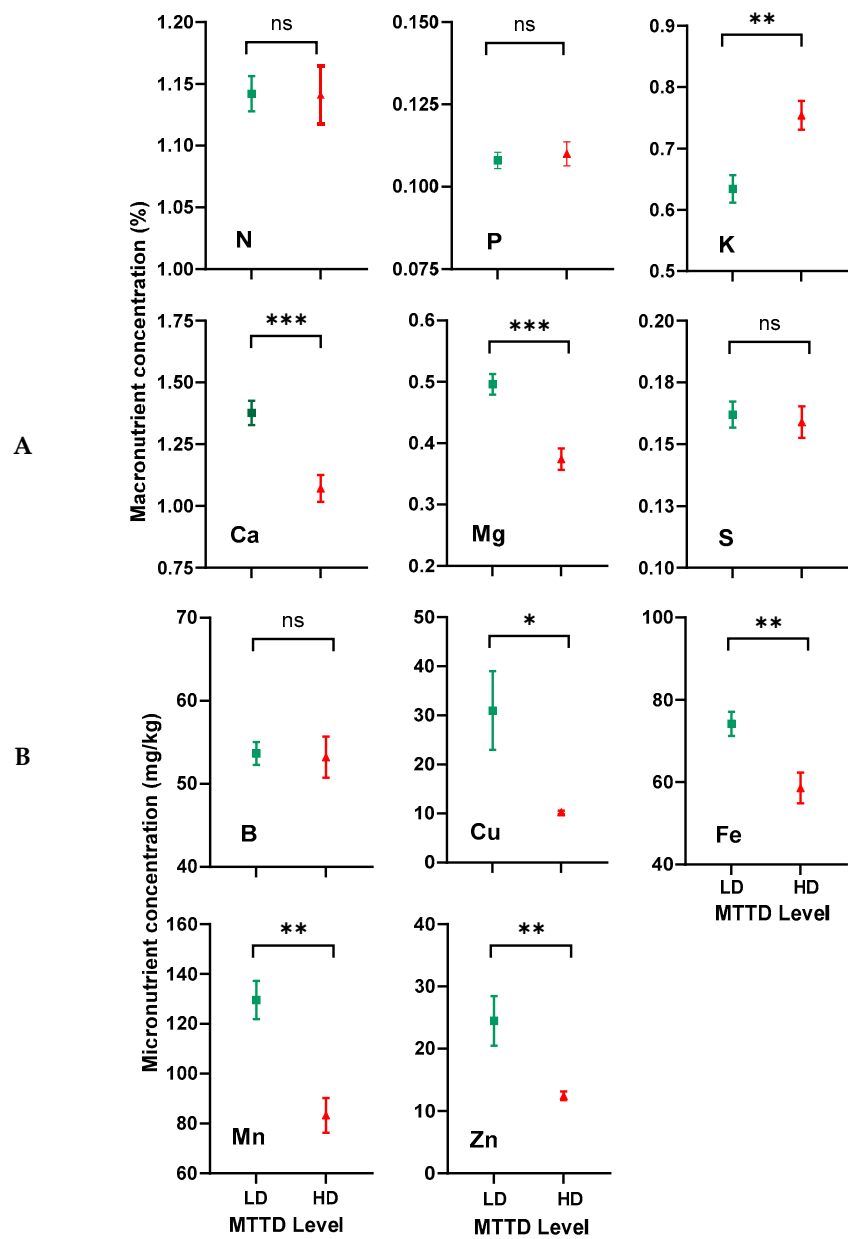 A
Macronutrient concentration (%)
1.20
1.15
1.10
1.05
1.00
ns
N
0.150
0.125
0.100
0.075
ns
P
0.9
0.8
0.7
0.6
0.5
**
K
1.75
1.50
1.25
1.00
0.75
***
Ca
0.6
0.5
0.4
0.3
0.2
***
Mg
0.20
0.18
0.15
0.13
0.10
ns
S
B
Micronutrient concentration (mg/kg)
70
60
50
40
ns
B
50
40
30
20
10
0
*
Cu
100
80
60
40
**
Fe
LD HD
MTTD Level
160
140
120
100
80
60
**
Mn
LD HD
MTTD Level
40
30
20
10
0
**
Zn
LD HD
MTTD Level